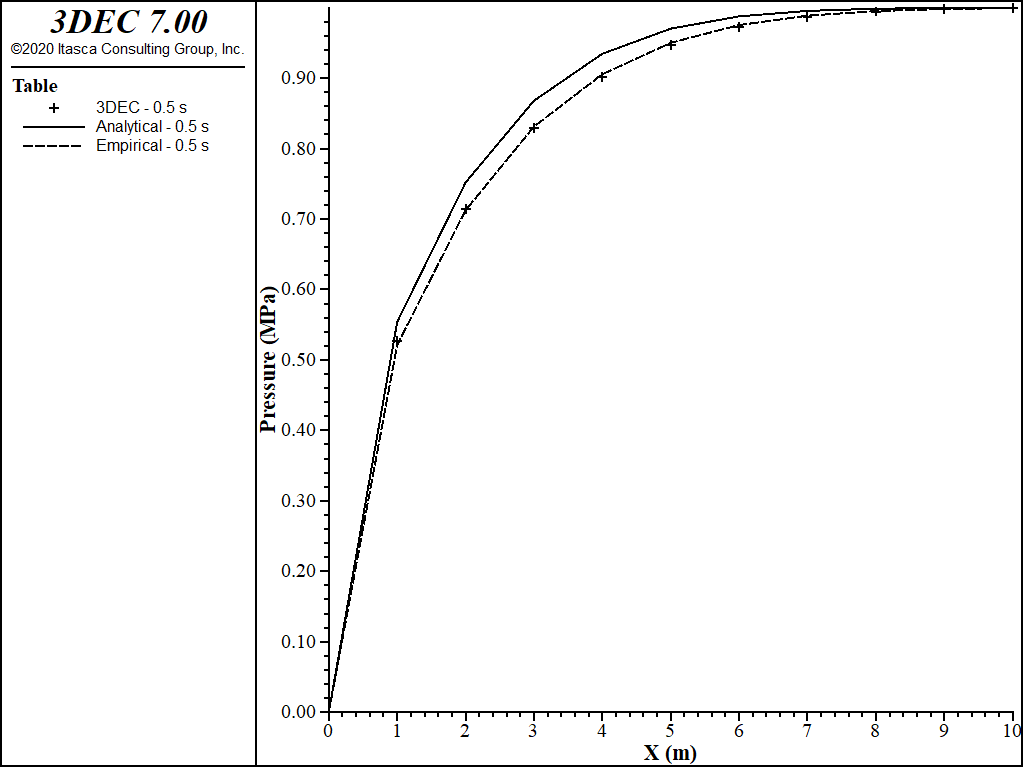 3DEC 7.00
©2020 Itasca Consulting Group, Inc.
Table
3DEC - 0.5 s
Analytical - 0.5 s
Empirical - 0.5 s
Pressure (MPa)
0.90
0.80
0.70
0.60
0.50
0.40
0.30
0.20
0.10
0.00
0 1 2 3 4 5 6 7 8 9 10
X (m)